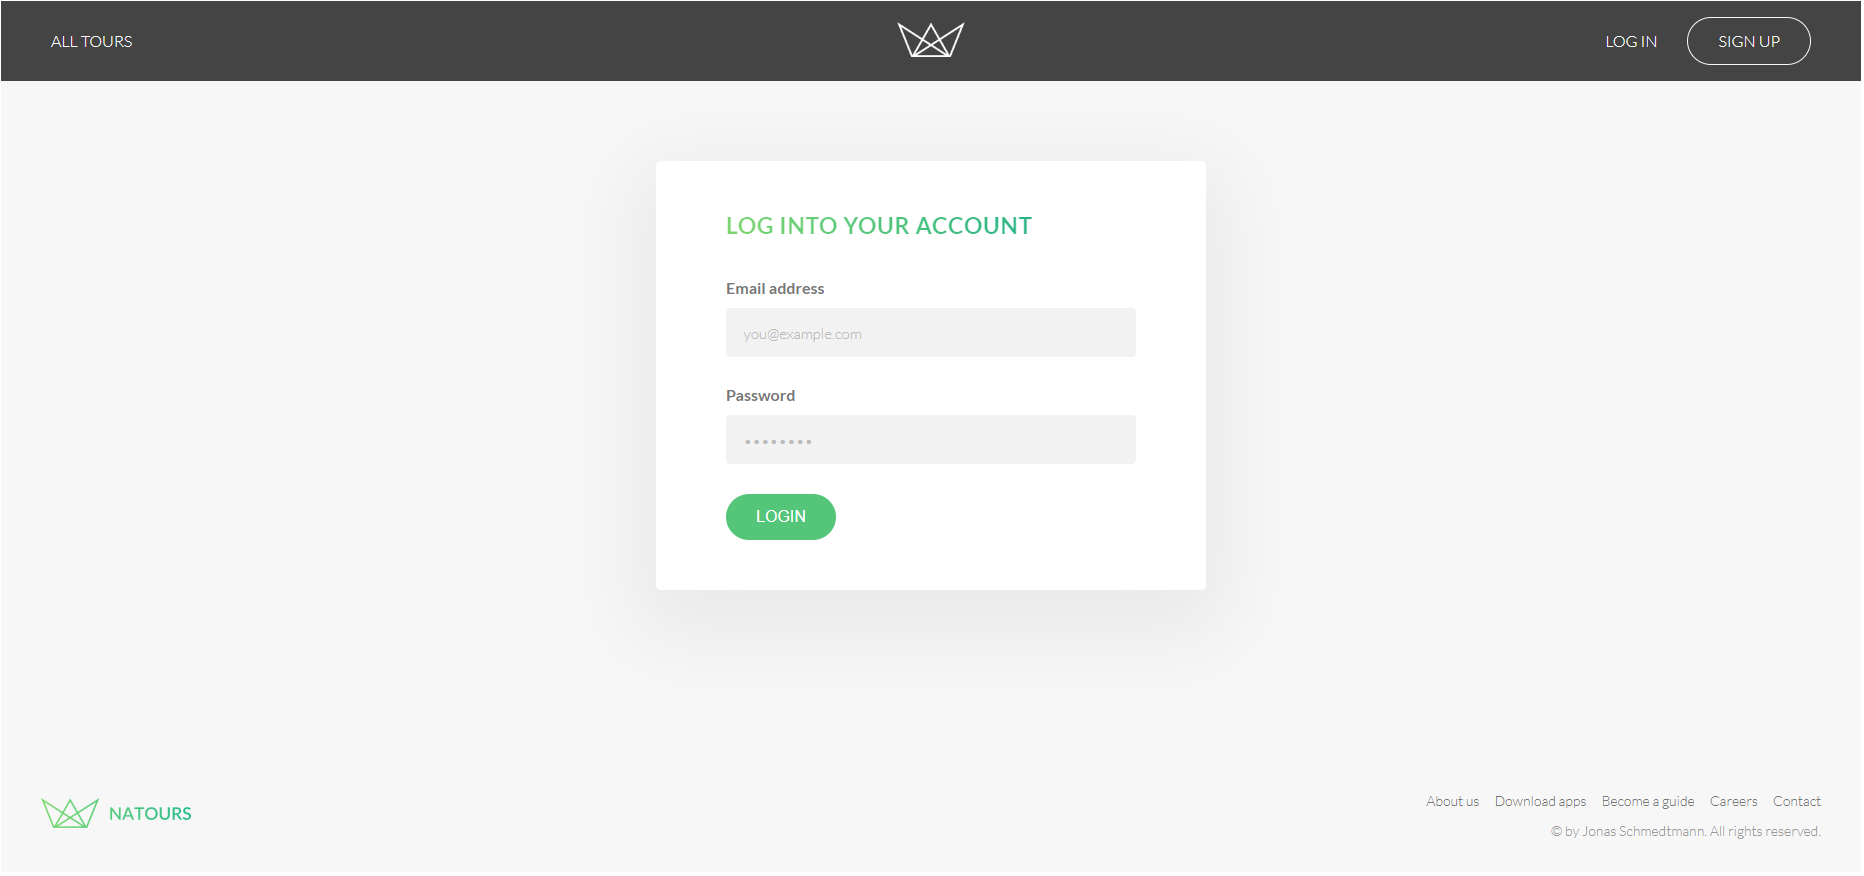 ALL TOURS
LOG IN
SIGN UP
LOG INTO YOUR ACCOUNT
Email address
you@example.com
Password
••••••••
LOGIN
NATOURS
About us Download apps Become a guide Careers Contact
© by Jonas Schmedtmann. All rights reserved.